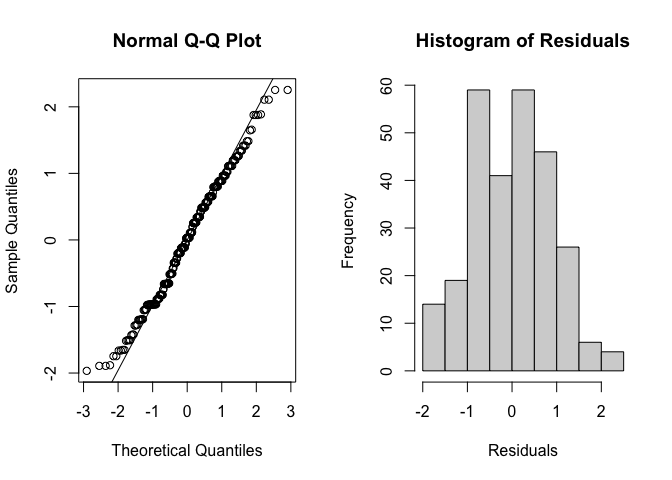 Normal Q-Q Plot
Sample Quantiles
2
1
0
-1
-2
-3 -2 -1 0 1 2 3
Theoretical Quantiles
Histogram of Residuals
Frequency
60
50
40
30
20
10
0
-2 -1 0 1 2
Residuals